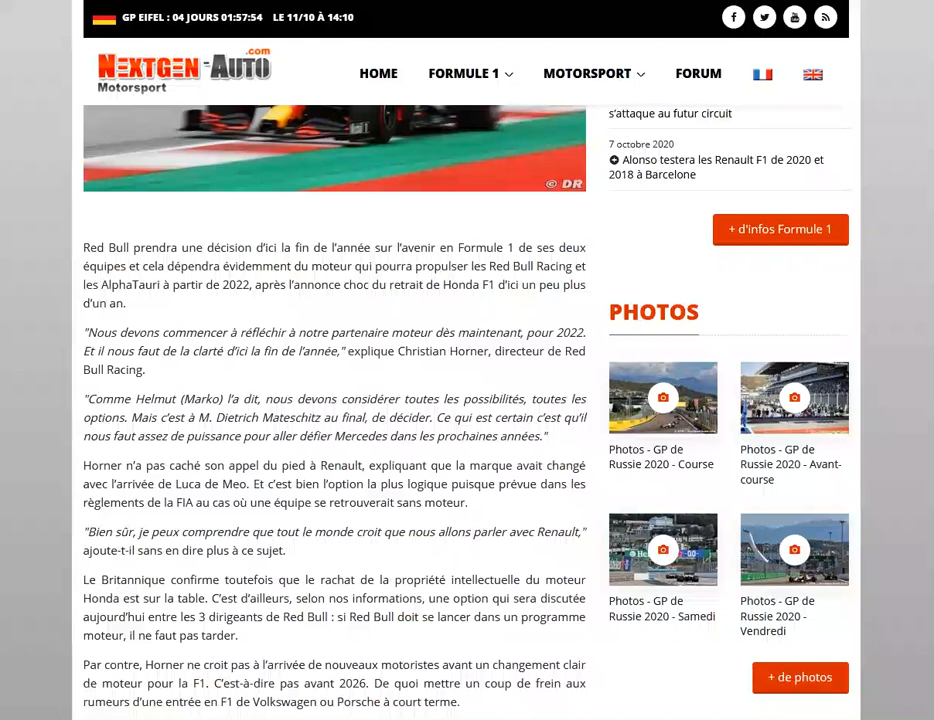 GP EIFEL : 04 JOURS 01:57:54 LE 11/10 À 14:10
NEXTGEN-AUTO
.com
Motorsport
HOME
FORMULE 1
MOTORSPORT
FORUM
© DR
Red Bull prendra une décision d’ici la fin de l’année sur l’avenir en Formule 1 de ses deux
équipes et cela dépendra évidemment du moteur qui pourra propulser les Red Bull Racing et
les AlphaTauri à partir de 2022, après l’annonce choc du retrait de Honda F1 d’ici un peu plus
d’un an.
"Nous devons commencer à réfléchir à notre partenaire moteur dès maintenant, pour 2022.
Et il nous faut de la clarté d’ici la fin de l’année," explique Christian Horner, directeur de Red
Bull Racing.
"Comme Helmut (Marko) l’a dit, nous devons considérer toutes les possibilités, toutes les
options. Mais c’est à M. Dietrich Mateschitz au final, de décider. Ce qui est certain c’est qu’il
nous faut assez de puissance pour aller défier Mercedes dans les prochaines années."
Horner n’a pas caché son appel du pied à Renault, expliquant que la marque avait changé
avec l’arrivée de Luca de Meo. Et c’est bien l’option la plus logique puisque prévue dans les
règlements de la FIA au cas où une équipe se retrouverait sans moteur.
"Bien sûr, je peux comprendre que tout le monde croit que nous allons parler avec Renault,"
ajoute-t-il sans en dire plus à ce sujet.
Le Britannique confirme toutefois que le rachat de la propriété intellectuelle du moteur
Honda est sur la table. C’est d’ailleurs, selon nos informations, une option qui sera discutée
aujourd’hui entre les 3 dirigeants de Red Bull : si Red Bull doit se lancer dans un programme
moteur, il ne faut pas tarder.
Par contre, Horner ne croit pas à l’arrivée de nouveaux motoristes avant un changement clair
de moteur pour la F1. C’est-à-dire pas avant 2026. De quoi mettre un coup de frein aux
rumeurs d’une entrée en F1 de Volkswagen ou Porsche à court terme.
s’attaque au futur circuit
7 octobre 2020
Alonso testera les Renault F1 de 2020 et
2018 à Barcelone
+ d'infos Formule 1
PHOTOS
Photos - GP de
Russie 2020 - Course
Photos - GP de
Russie 2020 - Avant-
course
Photos - GP de
Russie 2020 - Samedi
Photos - GP de
Russie 2020 -
Vendredi
+ de photos